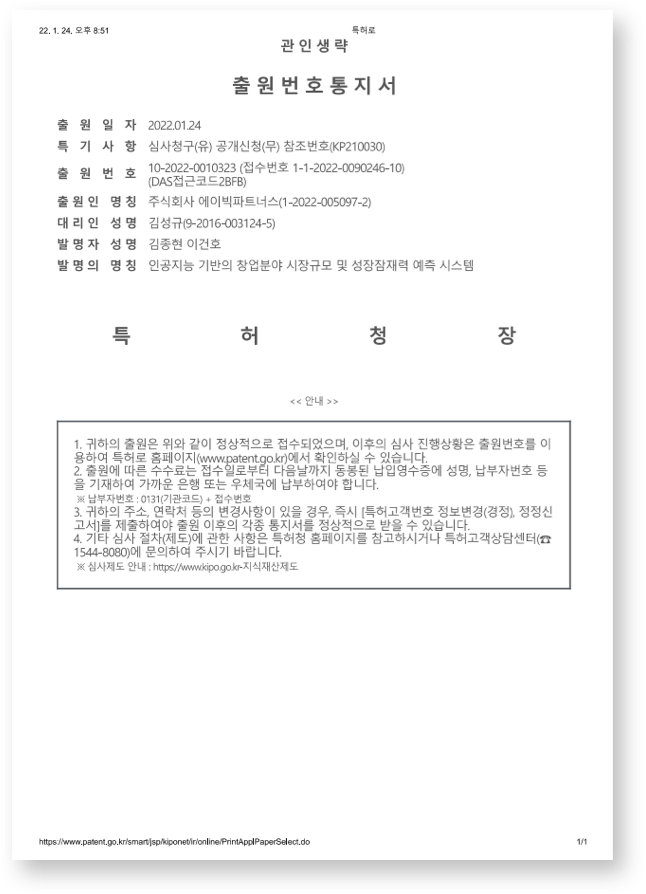 22. 1. 24. 오후 8:51 특허로
관 인 생 략
출 원 번 호 통 지 서
출 원 일 자 2022.01.24
특 기 사 항 심사청구(유) 공개신청(무) 참조번호(KP210030)
출 원 번 호 10-2022-0010323 (접수번호 1-1-2022-0090246-10)
(DAS접근코드2BFB)
출 원 인 명 칭 주식회사 에이빅파트너스(1-2022-005097-2)
대 리 인 성 명 김성규(9-2016-003124-5)
발 명 자 성 명 김종현 이건호
발 명 의 명 칭 인공지능 기반의 창업분야 시장규모 및 성장잠재력 예측 시스템
특 허 청 장
<< 안내 >>
1. 귀하의 출원은 위와 같이 정상적으로 접수되었으며, 이후의 심사 진행상황은 출원번호를 이
용하여 특허로 홈페이지(www.patent.go.kr)에서 확인하실 수 있습니다.
2. 출원에 따른 수수료는 접수일로부터 다음날까지 동봉된 납입영수증에 성명, 납부자번호 등
을 기재하여 가까운 은행 또는 우체국에 납부하여야 합니다.
※ 납부자번호 : 0131(기관코드) + 접수번호
3. 귀하의 주소, 연락처 등의 변경사항이 있을 경우, 즉시 [특허고객번호 정보변경(경정), 정정신
고서]를 제출하여야 출원 이후의 각종 통지서를 정상적으로 받을 수 있습니다.
4. 기타 심사 절차(제도)에 관한 사항은 특허청 홈페이지를 참고하시거나 특허고객상담센터(☎
1544-8080)에 문의하여 주시기 바랍니다.
※ 심사제도 안내 : https://www.kipo.go.kr-지식재산제도
https://www.patent.go.kr/smart/jsp/kiponet/ir/online/PrintApplPaperSelect.do 1/1